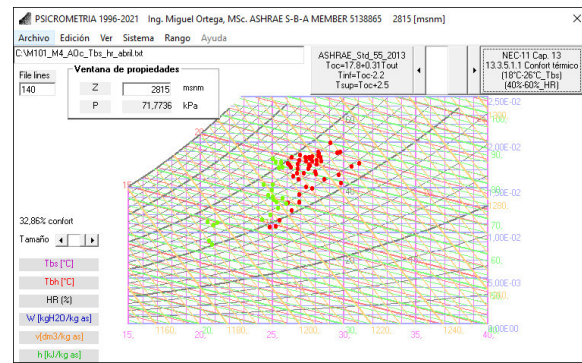 PSICROMETRIA 1996-2021 Ing. Miguel Ortega, MSc. ASHRAE S-B-A MEMBER 5138865 2815 [msnm]
Archivo Edición Ver Sistema Rango Ayuda
C:\M101_M4_AOc_Tbs_hr_abril.txt
File lines
140
Ventana de propiedades
Z 2815 msnm
P 71,7736 kPa
ASHRAE_Std_55_2013
Toc=17.8+0.31Tout
Tinf=Toc-2.2
Tsup=Toc+2.5
NEC-11 Cap. 13
13.3.5.1.1 Confort térmico
(18°C-26°C_Tbs)
(40%-60%_HR)
32,86% confort
Tamaño
Tbs [°C]
Tbh [°C]
HR (%)
W [kgH2O/kg as]
v[dm3/kg as]
h [kJ/kg as]
2,50E-02
2,00E-02
1,50E-02
1,00E-02
5,00E-03
0,00E+00
15, 1160, 20, 1180, 25, 1200, 30, 1220, 35, 1240, 40,